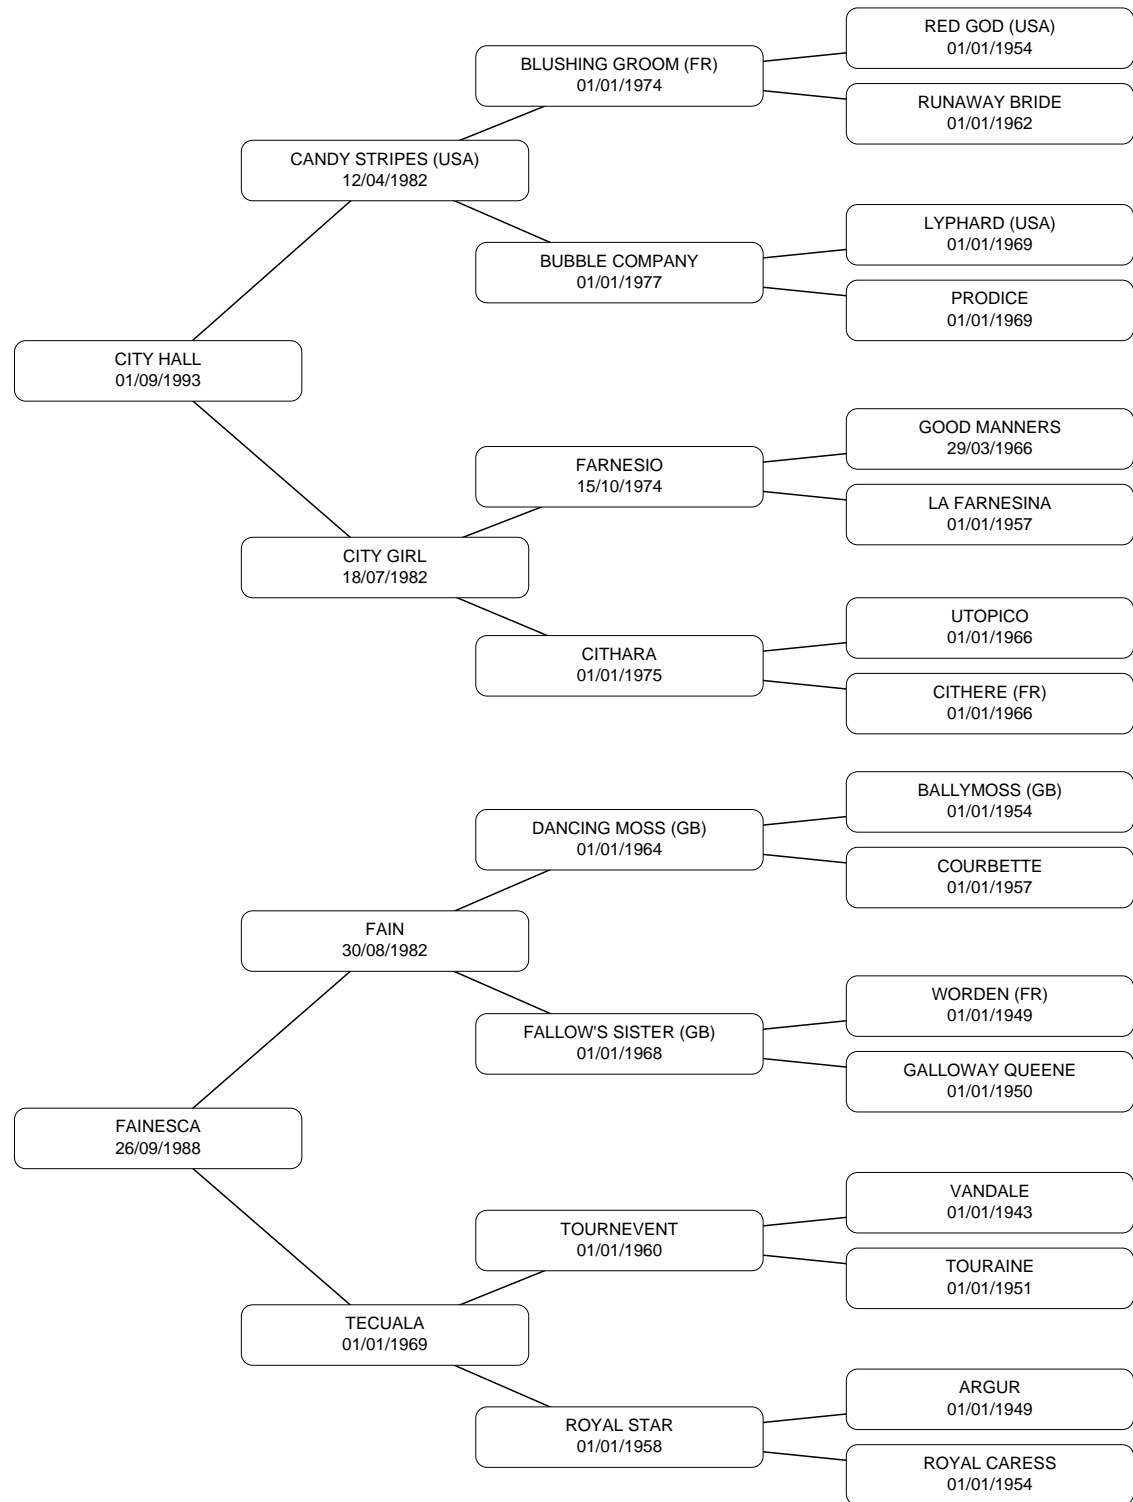 RED GOD (USA)
01/01/1954
BLUSHING GROOM (FR)
01/01/1974
RUNAWAY BRIDE
01/01/1962
CANDY STRIPES (USA)
12/04/1982
LYPHARD (USA)
01/01/1969
BUBBLE COMPANY
01/01/1977
PRODICE
01/01/1969
CITY HALL
01/09/1993
GOOD MANNERS
29/03/1966
FARNESIO
15/10/1974
LA FARNESINA
01/01/1957
CITY GIRL
18/07/1982
UTOPICO
01/01/1966
CITHARA
01/01/1975
CITHERE (FR)
01/01/1966
BALLYMOSS (GB)
01/01/1954
DANCING MOSS (GB)
01/01/1964
COURBETTE
01/01/1957
FAIN
30/08/1982
WORDEN (FR)
01/01/1949
FALLOW'S SISTER (GB)
01/01/1968
GALLOWAY QUEENE
01/01/1950
FAINESCA
26/09/1988
VANDALE
01/01/1943
TOURNEVENT
01/01/1960
TOURAINE
01/01/1951
TECUALA
01/01/1969
ARGUR
01/01/1949
ROYAL STAR
01/01/1958
ROYAL CARESS
01/01/1954